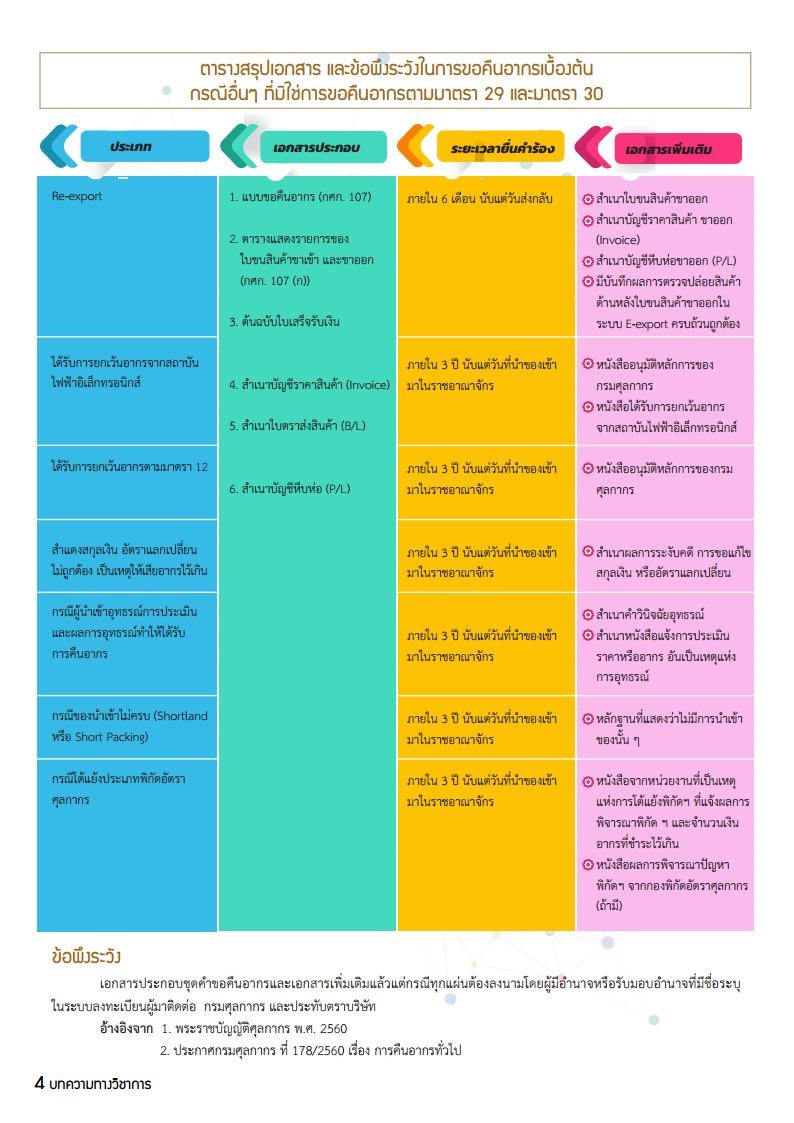 ตารางสรุปเอกสาร และข้อพึงระวังในการขอคืนอากรเบื้องต้น
กรณีอื่นๆ ที่มิใช่การขอคืนอากรตามมาตรา 29 และมาตรา 30
ประเภท
เอกสารประกอบ
ระยะเวลายื่นคำร้อง
เอกสารเพิ่มเติม
Re-export
1. แบบขอคืนอากร (กศก. 107)
2. ตารางแสดงรายการของ
ใบขนสินค้าขาเข้า และขาออก
(กศก. 107 (ก))
3. ต้นฉบับใบเสร็จรับเงิน
4. สำเนาบัญชีราคาสินค้า (Invoice)
5. สำเนาใบตราส่งสินค้า (B/L)
6. สำเนาบัญชีหีบห่อ (P/L)
ภายใน 6 เดือน นับแต่วันส่งกลับ
สำเนาใบขนสินค้าขาออก
สำเนาบัญชีราคาสินค้า ขาออก
(Invoice)
สำเนาบัญชีหีบห่อขาออก (P/L)
มีบันทึกผลการตรวจปล่อยสินค้า
ด้านหลังใบขนสินค้าขาออกใน
ระบบ E-export ครบถ้วนถูกต้อง
ได้รับการยกเว้นอากรจากสถาบัน
ไฟฟ้าอิเล็กทรอนิกส์
ภายใน 3 ปี นับแต่วันที่นำของเข้า
มาในราชอาณาจักร
หนังสืออนุมัติหลักการของ
กรมศุลกากร
หนังสือได้รับการยกเว้นอากร
จากสถาบันไฟฟ้าอิเล็กทรอนิกส์
ได้รับการยกเว้นอากรตามมาตรา 12
ภายใน 3 ปี นับแต่วันที่นำของเข้า
มาในราชอาณาจักร
หนังสืออนุมัติหลักการของกรม
ศุลกากร
สำแดงสกุลเงิน อัตราแลกเปลี่ยน
ไม่ถูกต้อง เป็นเหตุให้เสียอากรไว้เกิน
ภายใน 3 ปี นับแต่วันที่นำของเข้า
มาในราชอาณาจักร
สำเนาผลการระงับคดี การขอแก้ไข
สกุลเงิน หรืออัตราแลกเปลี่ยน
กรณีผู้นำเข้าอุทธรณ์การประเมิน
และผลการอุทธรณ์ทำให้ได้รับ
การคืนอากร
ภายใน 3 ปี นับแต่วันที่นำของเข้า
มาในราชอาณาจักร
สำเนาคำวินิจฉัยอุทธรณ์
สำเนาหนังสือแจ้งการประเมิน
ราคาหรืออากร อันเป็นเหตุแห่ง
การอุทธรณ์
กรณีของนำเข้าไม่ครบ (Shortland
หรือ Short Packing)
ภายใน 3 ปี นับแต่วันที่นำของเข้า
มาในราชอาณาจักร
หลักฐานที่แสดงว่าไม่มีการนำเข้า
ของนั้น ๆ
กรณีโต้แย้งประเภทพิกัดอัตรา
ศุลกากร
ภายใน 3 ปี นับแต่วันที่นำของเข้า
มาในราชอาณาจักร
หนังสือจากหน่วยงานที่เป็นเหตุ
แห่งการโต้แย้งพิกัดฯ ที่แจ้งผลการ
พิจารณาพิกัด ฯ และจำนวนเงิน
อากรที่ชำระไว้เกิน
หนังสือผลการพิจารณาปัญหา
พิกัดฯ จากกองพิกัดอัตราศุลกากร
(ถ้ามี)
ข้อพึงระวัง
เอกสารประกอบชุดคำขอคืนอากรและเอกสารเพิ่มเติมแล้วแต่กรณีทุกแผ่นต้องลงนามโดยผู้มีอำนาจหรือรับมอบอำนาจที่มีชื่อระบุ
ในระบบลงทะเบียนผู้มาติดต่อ กรมศุลกากร และประทับตราบริษัท
อ้างอิงจาก 1. พระราชบัญญัติศุลกากร พ.ศ. 2560
2. ประกาศกรมศุลกากร ที่ 178/2560 เรื่อง การคืนอากรทั่วไป
4 บทความทางวิชาการ